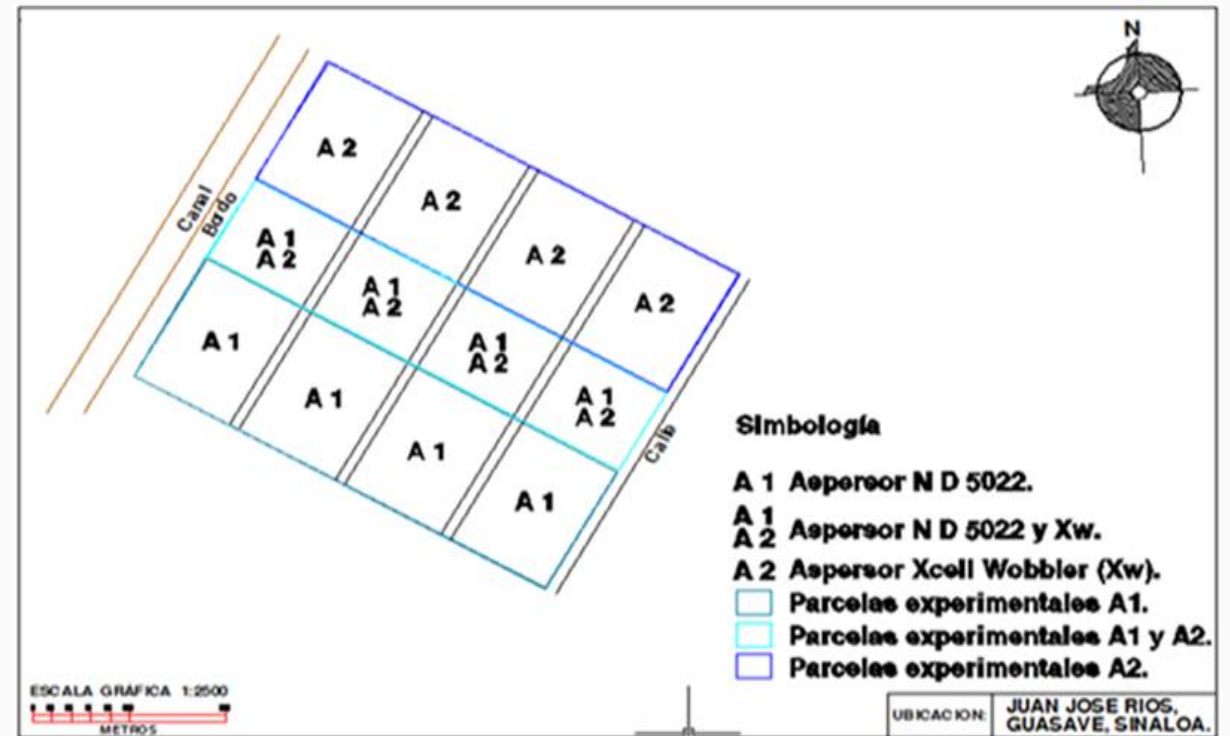 N
A 2
A 2
A 2
A 2
Canal
Bordo
A 1
A 2
A 1
A 2
A 1
A 2
A 1
A 2
A 1
A 1
A 1
A 1
Simbología
A 1 Aspersor N D 5022.
A 1
A 2 Aspersor N D 5022 y Xw.
A 2 Aspersor Xcell Wobbler (Xw).
Parcelas experimentales A1.
Parcelas experimentales A1 y A2.
Parcelas experimentales A2.
ESCALA GRÁFICA 1:2500
METROS
UBICACION:
JUAN JOSE RIOS,
GUASAVE, SINALOA.